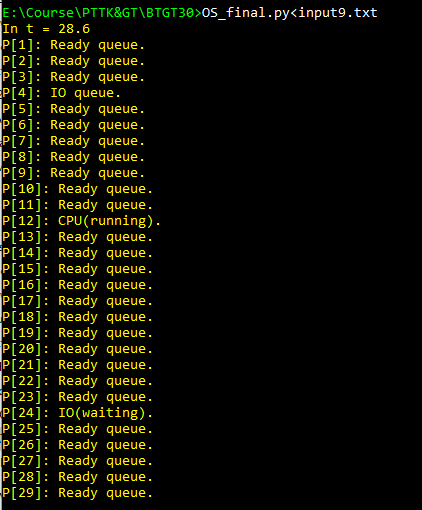 E:\Course\PTTK&GT\BTGT30>OS_final.py<input9.txt
In t = 28.6
P[1]: Ready queue.
P[2]: Ready queue.
P[3]: Ready queue.
P[4]: IO queue.
P[5]: Ready queue.
P[6]: Ready queue.
P[7]: Ready queue.
P[8]: Ready queue.
P[9]: Ready queue.
P[10]: Ready queue.
P[11]: Ready queue.
P[12]: CPU(running).
P[13]: Ready queue.
P[14]: Ready queue.
P[15]: Ready queue.
P[16]: Ready queue.
P[17]: Ready queue.
P[18]: Ready queue.
P[19]: Ready queue.
P[20]: Ready queue.
P[21]: Ready queue.
P[22]: Ready queue.
P[23]: Ready queue.
P[24]: IO(waiting).
P[25]: Ready queue.
P[26]: Ready queue.
P[27]: Ready queue.
P[28]: Ready queue.
P[29]: Ready queue.